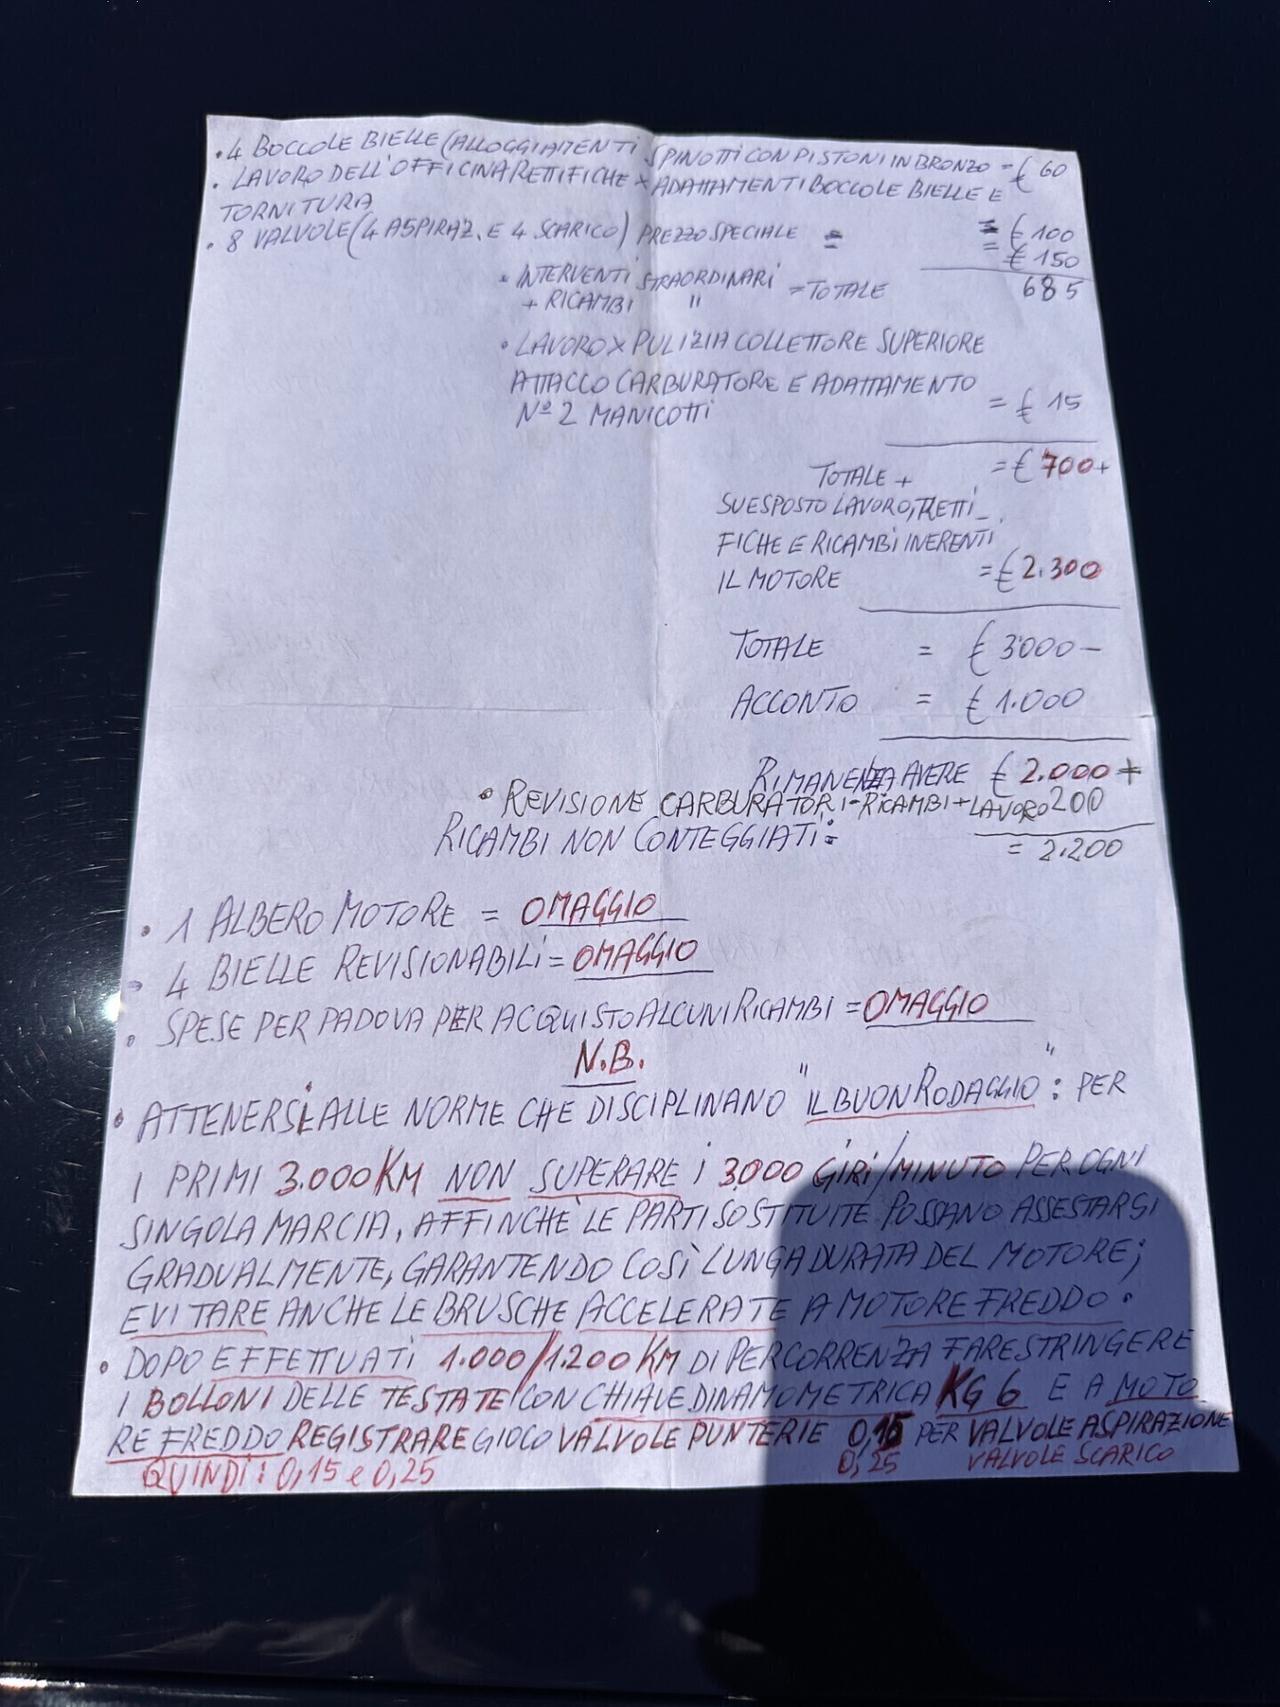 • 4 BOCCOLE BIELLE (ALLOGGIAMENTI SPINOTTI CON PISTONI IN BRONZO = € 60
• LAVORO DELL'OFFICINA RETTIFICHE X ADATTAMENTI BOCCOLE BIELLE E
TORNITURA = € 100
• 8 VALVOLE (4 ASPIRAZ. E 4 SCARICO) PREZZO SPECIALE = = € 150
• INTERVENTI STRAORDINARI = TOTALE 685
+ RICAMBI "
• LAVORO X PULIZIA COLLETTORE SUPERIORE
ATTACCO CARBURATORE E ADATTAMENTO
Nº 2 MANICOTTI = € 15
TOTALE + = € 700+
SUESPOSTO LAVORO, RETTI_
FICHE E RICAMBI INERENTI
IL MOTORE = € 2.300
TOTALE = € 3.000 -
ACCONTO = € 1.000
RIMANENZA AVERE € 2.000 +
• REVISIONE CARBURATORI - RICAMBI + LAVORO 200
RICAMBI NON CONTEGGIATI: = 2.200
• 1 ALBERO MOTORE = OMAGGIO
• 4 BIELLE REVISIONABILI = OMAGGIO
• SPESE PER PADOVA PER ACQUISTO ALCUNI RICAMBI = OMAGGIO
N.B.
• ATTENERSI ALLE NORME CHE DISCIPLINANO "IL BUON RODAGGIO": PER
I PRIMI 3.000 KM NON SUPERARE I 3.000 GIRI/MINUTO PER OGNI
SINGOLA MARCIA, AFFINCHÈ LE PARTI SOSTITUITE POSSANO ASSESTARSI
GRADUALMENTE, GARANTENDO COSÌ LUNGA DURATA DEL MOTORE;
EVITARE ANCHE LE BRUSCHE ACCELERATE A MOTORE FREDDO.
• DOPO EFFETTUATI 1.000/1.200 KM DI PERCORRENZA FARE STRINGERE
I BOLLONI DELLE TESTATE CON CHIAVE DINAMOMETRICA KG 6 E A MOTO
RE FREDDO REGISTRARE GIOCO VALVOLE PUNTERIE 0,15 PER VALVOLE ASPIRAZIONE
0,25 VALVOLE SCARICO
QUINDI: 0,15 e 0,25